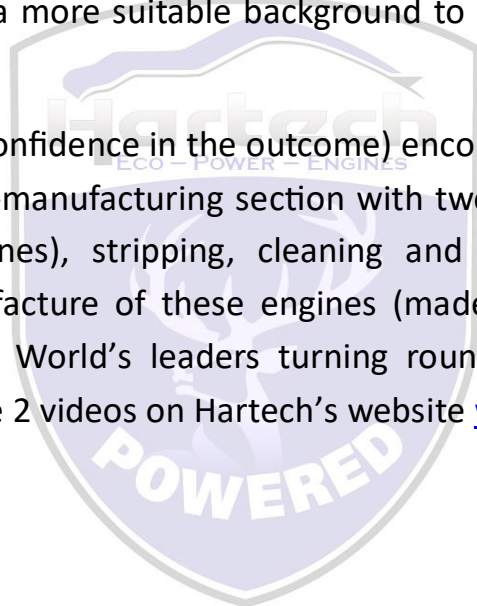 a more suitable background to
Hartech
onfidence in the outcome) enco
ECO – POWER – ENGINES
-manufacturing section with tw
nes), stripping, cleaning and
facture of these engines (made
World's leaders turning roun
e 2 videos on Hartech's website
POWERED